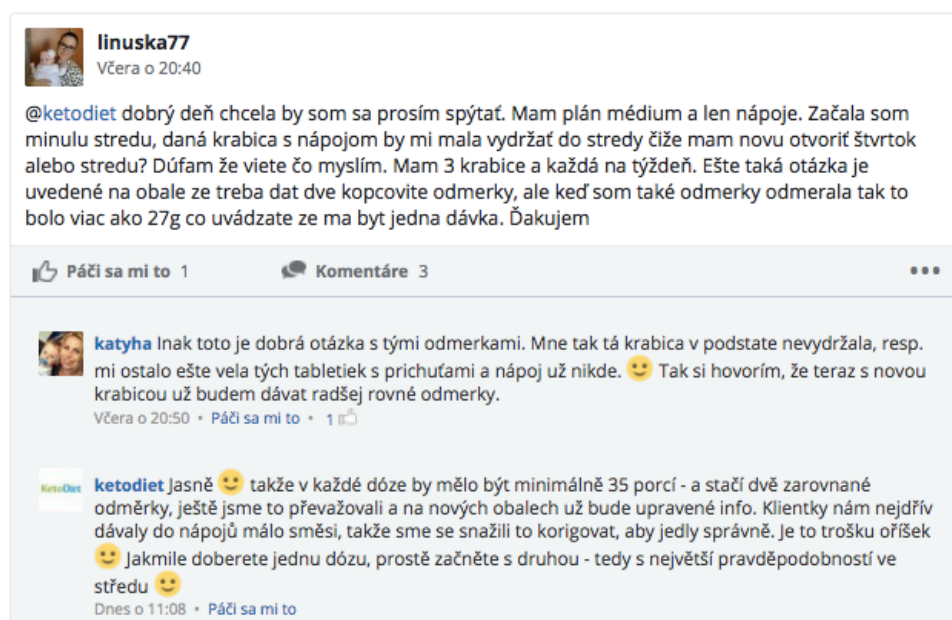 linuska77
Včera o 20:40
@ketodiet dobrý deň chcela by som sa prosím spýtať. Mam plán médium a len nápoje. Začala som
minulu stredu, daná krabica s nápojom by mi mala vydržať do stredy čiže mam novu otvoriť štvrtok
alebo stredu? Dúfam že viete čo myslím. Mam 3 krabice a každá na týždeň. Ešte taká otázka je
uvedené na obale ze treba dat dve kopcovite odmerky, ale keď som také odmerky odmerala tak to
bolo viac ako 27g co uvádzate ze ma byt jedna dávka. Ďakujem
Páči sa mi to 1 Komentáre 3
katyha Inak toto je dobrá otázka s tými odmerkami. Mne tak tá krabica v podstate nevydržala, resp.
mi ostalo ešte vela tých tabletiek s prichuťami a nápoj už nikde. Tak si hovorím, že teraz s novou
krabicou už budem dávat radšej rovné odmerky.
Včera o 20:50 • Páči sa mi to • 1
KetoDiet
ketodiet Jasně takže v každé dóze by mělo být minimálně 35 porcí - a stačí dvě zarovnané
odměrky, ještě jsme to převažovali a na nových obalech už bude upravené info. Klientky nám nejdřív
dávaly do nápojů málo směsi, takže sme se snažili to korigovat, aby jedly správně. Je to trošku oříšek
Jakmile doberete jednu dózu, prostě začněte s druhou - tedy s největší pravděpodobností ve
středu
Dnes o 11:08 • Páči sa mi to